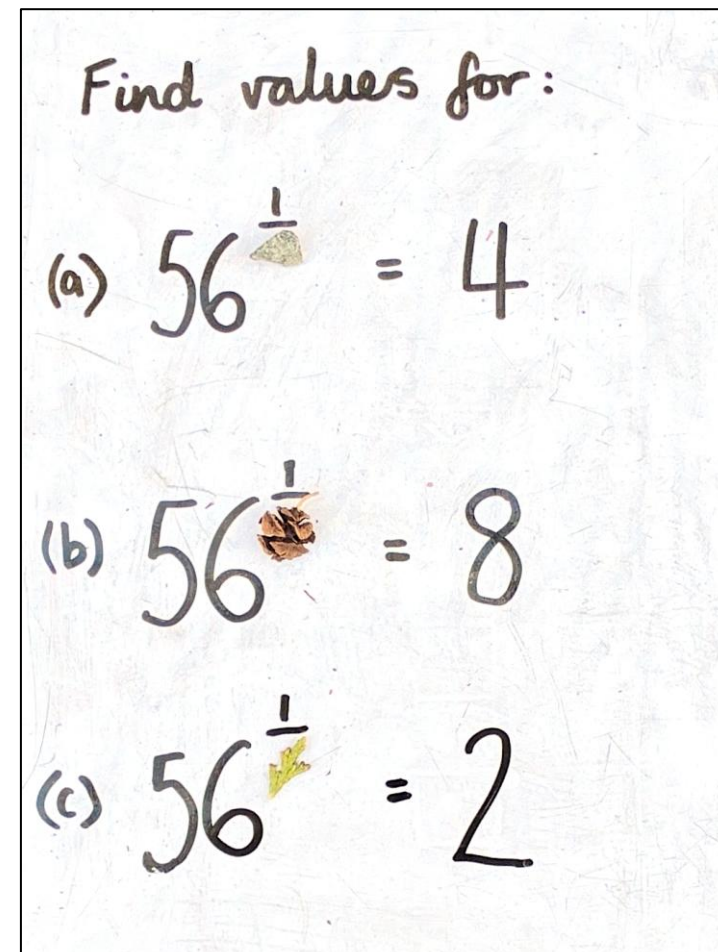 Find values for:
(a) 56^(1/ ) = 4
(b) 56^(1/ ) = 8
(c) 56^(1/ ) = 2